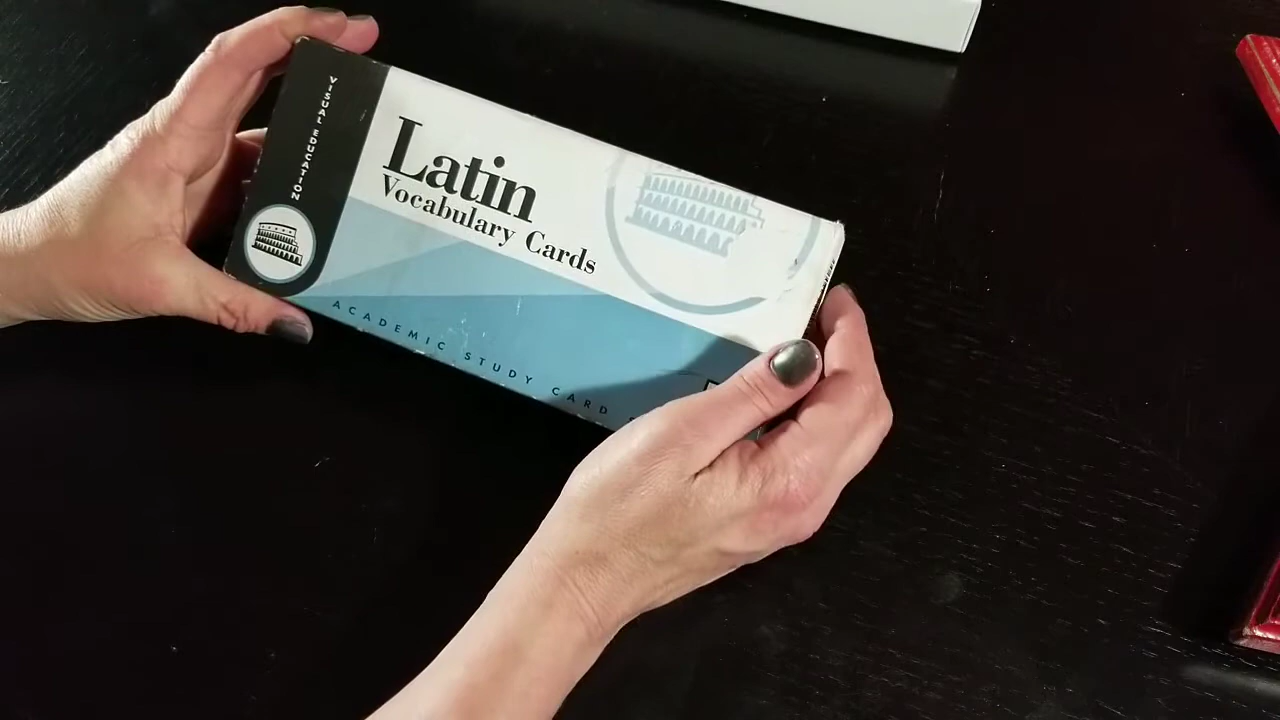 VISUAL EDUCATION
Latin
Vocabulary Cards
ACADEMIC STUDY CARD